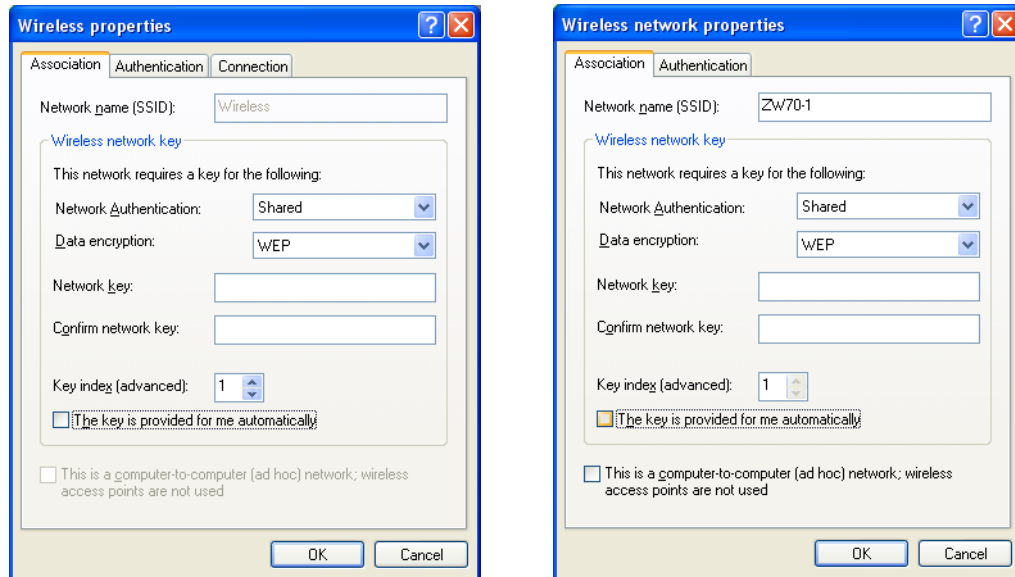 Wireless properties
Association Authentication Connection
Network name (SSID): Wireless
Wireless network key
This network requires a key for the following:
Network Authentication: Shared
Data encryption: WEP
Network key:
Confirm network key:
Key index (advanced): 1
The key is provided for me automatically
This is a computer-to-computer (ad hoc) network; wireless
access points are not used
OK Cancel
Wireless network properties
Association Authentication
Network name (SSID): ZW70-1
Wireless network key
This network requires a key for the following:
Network Authentication: Shared
Data encryption: WEP
Network key:
Confirm network key:
Key index (advanced): 1
The key is provided for me automatically
This is a computer-to-computer (ad hoc) network; wireless
access points are not used
OK Cancel